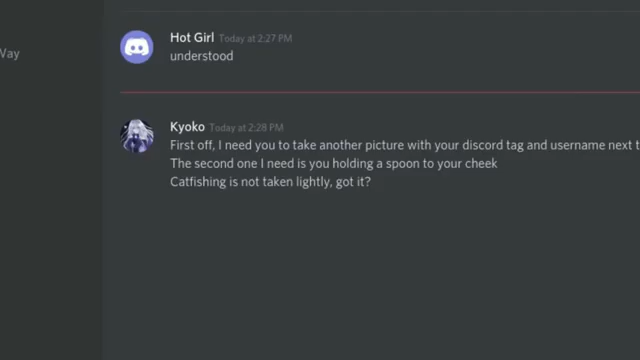 Hot Girl Today at 2:27 PM
understood
Way
Kyoko Today at 2:28 PM
First off, I need you to take another picture with your discord tag and username next t
The second one I need is you holding a spoon to your cheek
Catfishing is not taken lightly, got it?